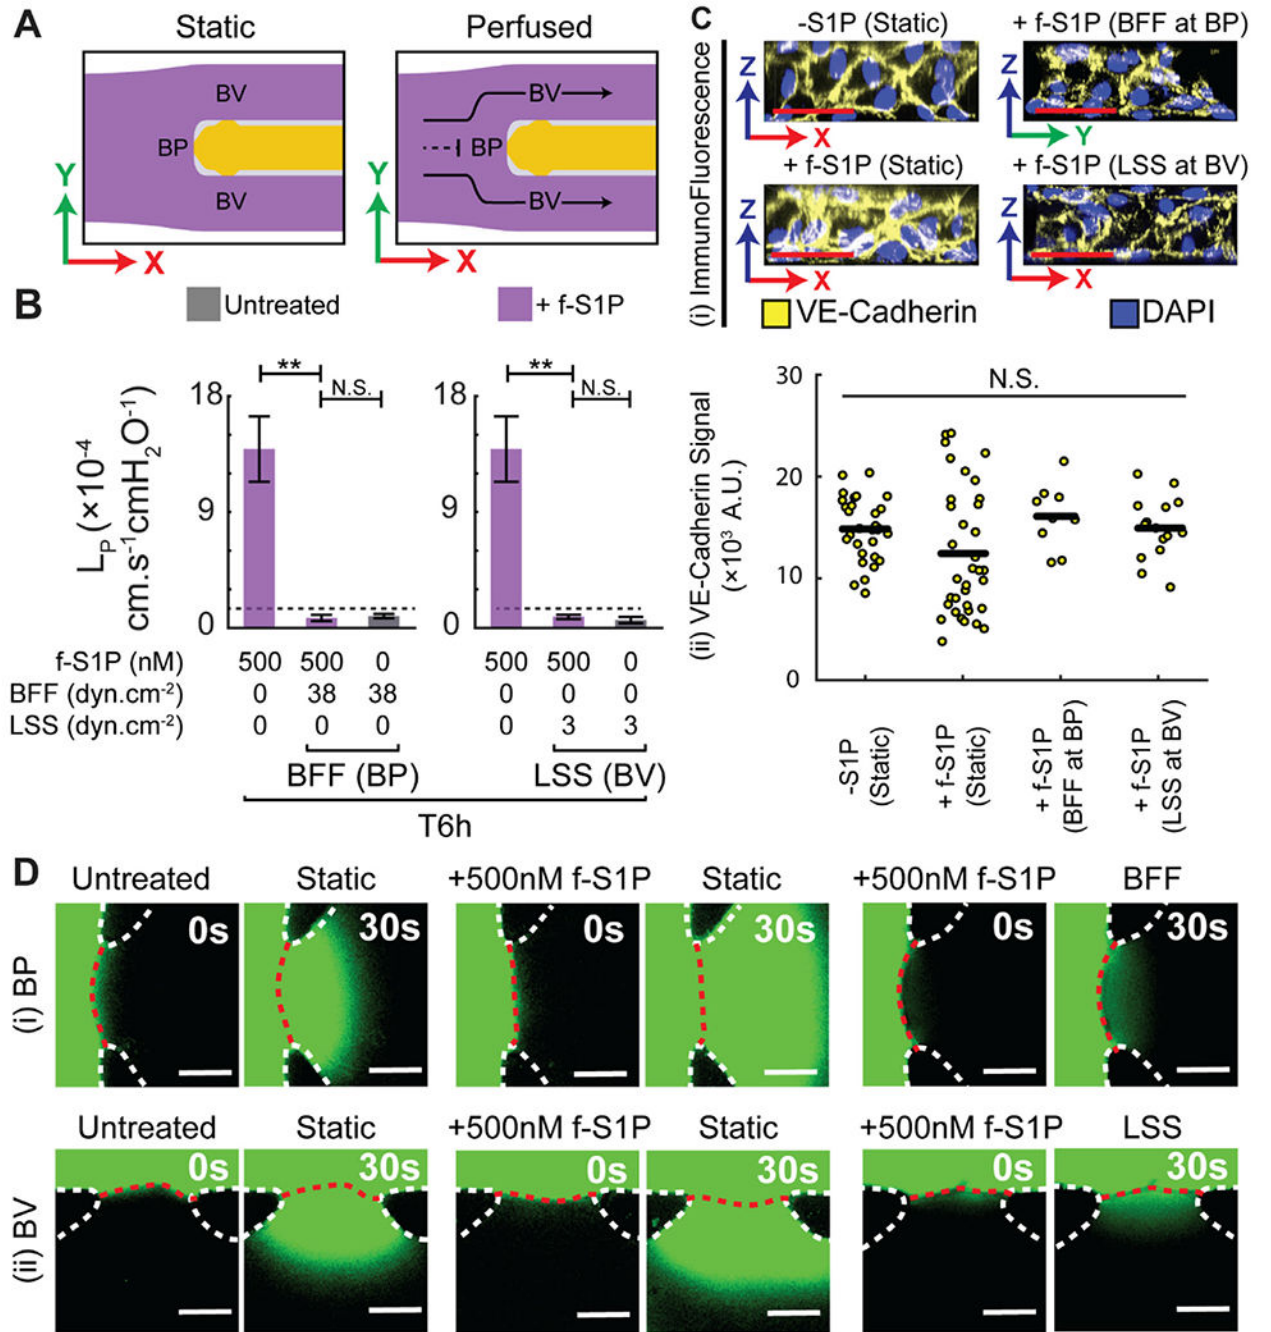 A
Static
Perfused
BV
BP
BV
Y
X
BV
BP
BV
Y
X
Untreated
+ f-S1P
B
18
9
0
**
N.S.
18
9
0
**
N.S.
L_P (×10^-4
cm.s^-1cmH_2O^-1)
f-S1P (nM) 500 500 0 500 500 0
BFF (dyn.cm^-2) 0 38 38 0 0 0
LSS (dyn.cm^-2) 0 0 0 0 3 3
BFF (BP) LSS (BV)
T6h
C
(i) ImmunoFluorescence
-S1P (Static)
+ f-S1P (BFF at BP)
Z
X
Z
Y
+ f-S1P (Static)
+ f-S1P (LSS at BV)
Z
X
Z
X
VE-Cadherin
DAPI
(ii) VE-Cadherin Signal
(×10³ A.U.)
30
20
10
0
N.S.
-S1P
(Static)
+ f-S1P
(Static)
+ f-S1P
(BFF at BP)
+ f-S1P
(LSS at BV)
D
Untreated Static +500nM f-S1P Static +500nM f-S1P BFF
(i) BP
0s 30s 0s 30s 0s 30s
Untreated Static +500nM f-S1P Static +500nM f-S1P LSS
(ii) BV
0s 30s 0s 30s 0s 30s